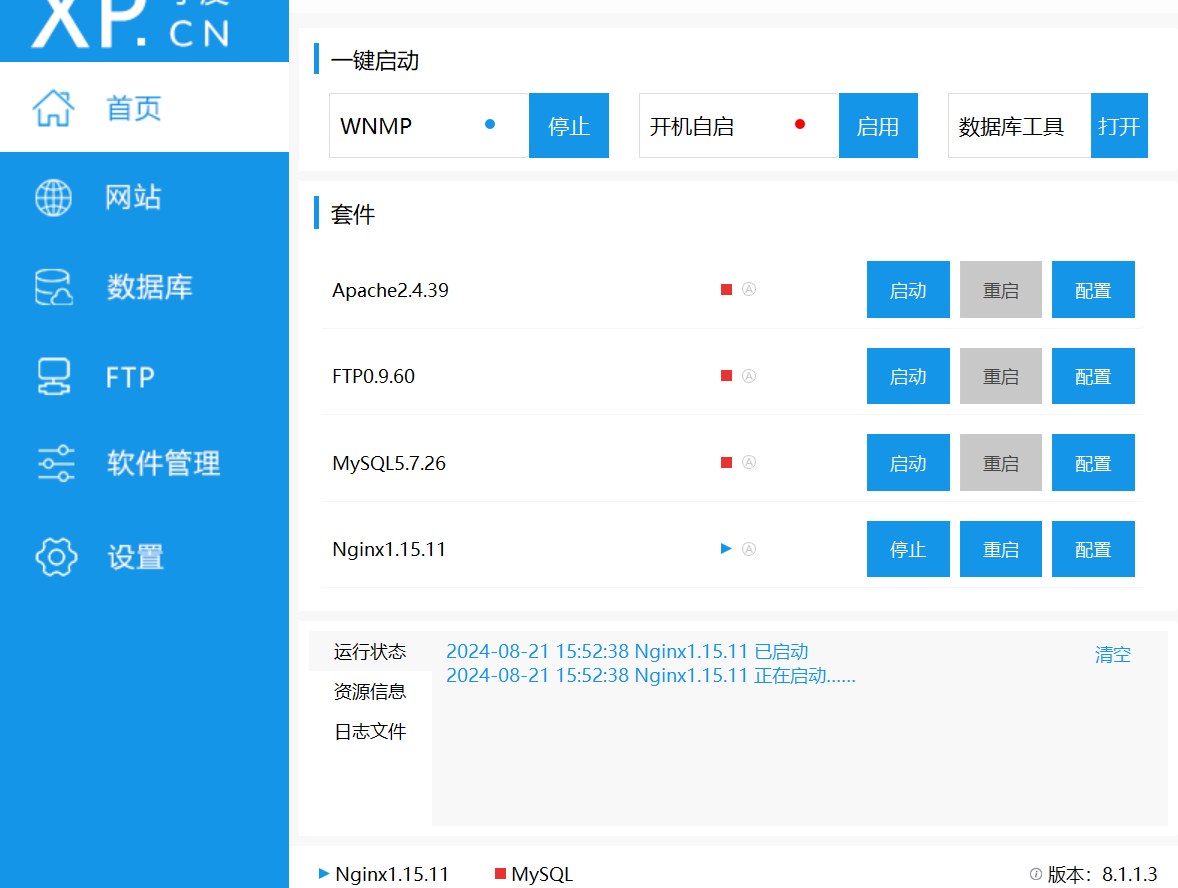 XP.
CN
首页
网站
数据库
FTP
软件管理
设置
一键启动
WNMP 停止 开机自启 启用 数据库工具 打开
套件
Apache2.4.39 Ⓐ 启动 重启 配置
FTP0.9.60 Ⓐ 启动 重启 配置
MySQL5.7.26 Ⓐ 启动 重启 配置
Nginx1.15.11 Ⓐ 停止 重启 配置
运行状态
资源信息
日志文件
2024-08-21 15:52:38 Nginx1.15.11 已启动
2024-08-21 15:52:38 Nginx1.15.11 正在启动......
清空
Nginx1.15.11 MySQL 版本：8.1.1.3